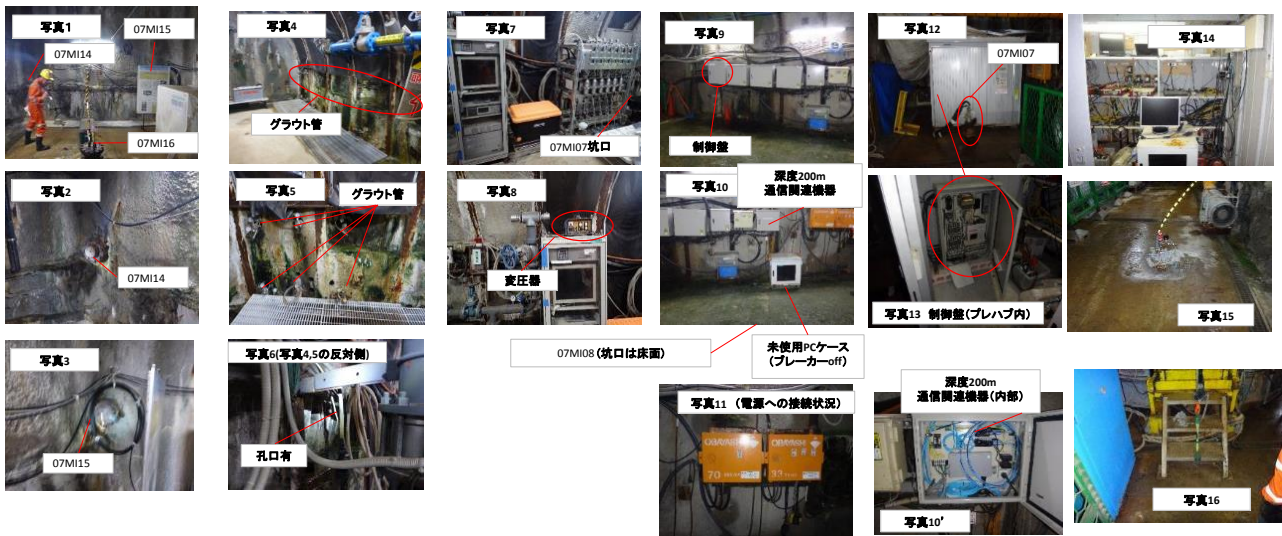 写真1
07MI14
07MI15
07MI16
写真2
07MI14
写真3
07MI15
写真4
グラウト管
写真5
グラウト管
写真6(写真4,5の反対側)
孔口有
写真7
07MI07坑口
写真8
変圧器
写真9
制御盤
写真10
深度200m
通信関連機器
07MI08(坑口は床面)
未使用PCケース
(ブレーカーoff)
写真11 (電源への接続状況)
70
33
深度200m
通信関連機器(内部)
写真10'
写真12
07MI07
写真13 制御盤(プレハブ内)
写真14
写真15
写真16